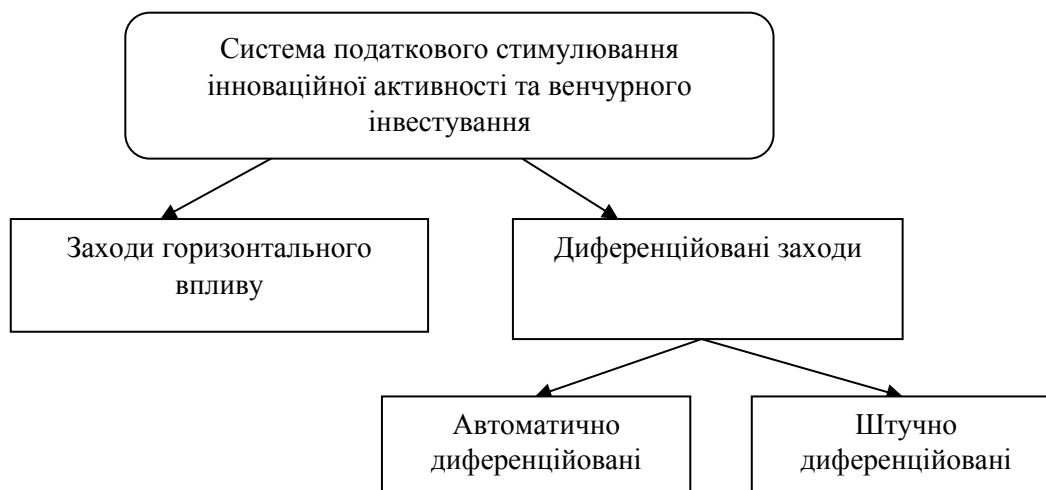 Система податкового стимулювання
інноваційної активності та венчурного
інвестування
Заходи горизонтального
впливу
Диференційовані заходи
Автоматично
диференційовані
Штучно
диференційовані